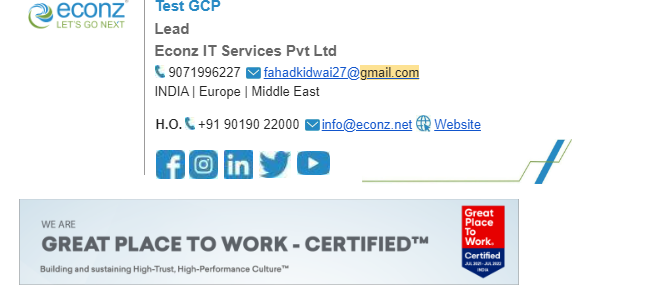 econz
LET'S GO NEXT
Test GCP
Lead
Econz IT Services Pvt Ltd
9071996227 fahadkidwai27@gmail.com
INDIA | Europe | Middle East
H.O. +91 90190 22000 info@econz.net Website
WE ARE
GREAT PLACE TO WORK - CERTIFIED™
Building and sustaining High-Trust, High-Performance Culture™
Great
Place
To
Work.
Certified
JUL 2021 - JUL 2022
INDIA